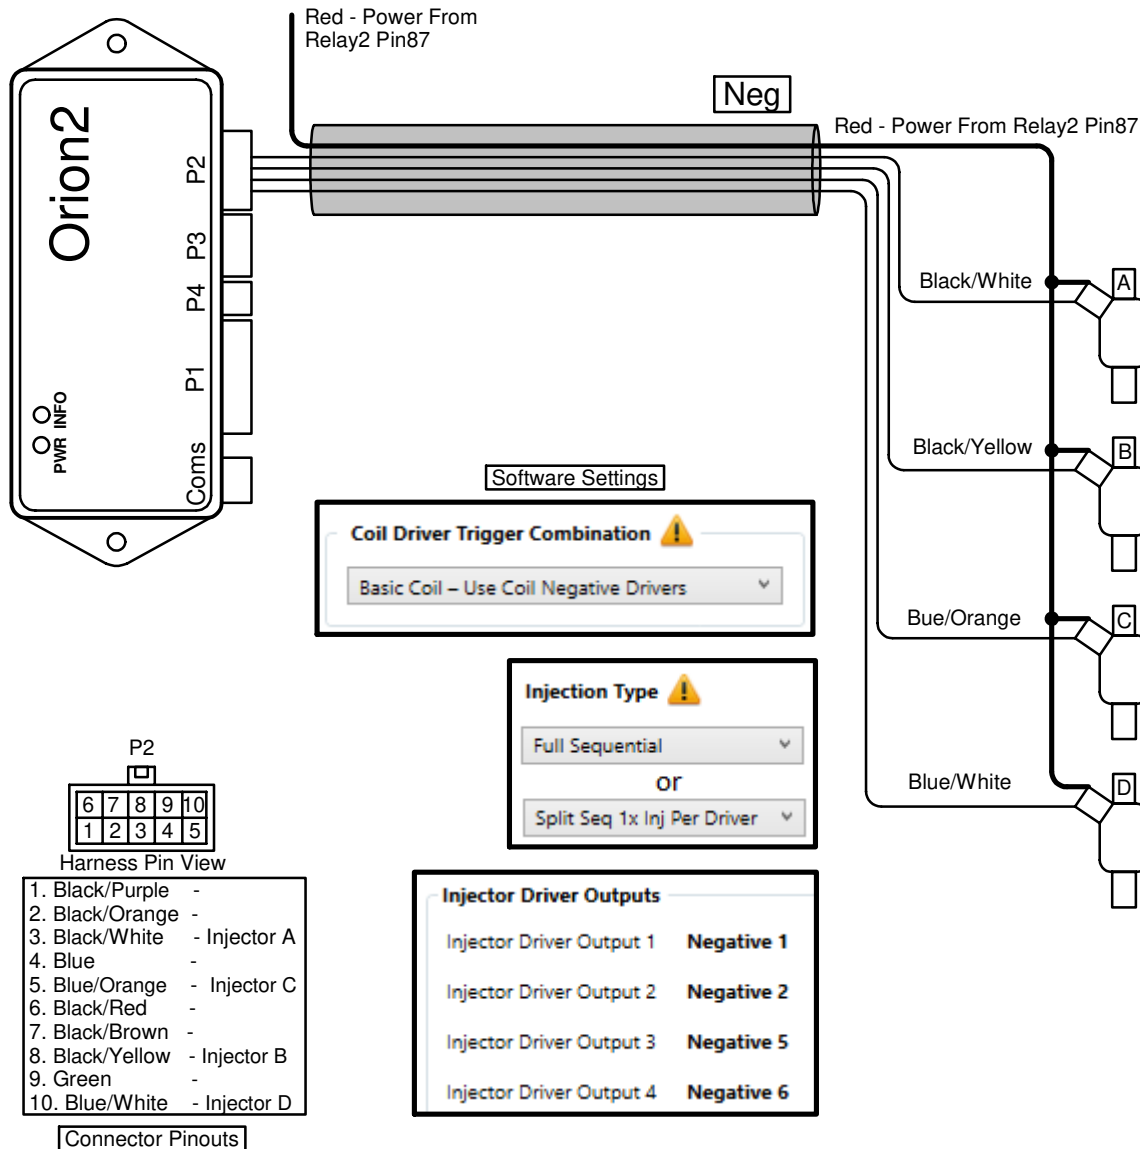 Red - Power From
Relay2 Pin87
Neg
Red - Power From Relay2 Pin87
Orion2
P2
P3
P4
P1
Coms
INFO
PWR
Black/White
A
Black/Yellow
B
Bue/Orange
C
Blue/White
D
Software Settings
Coil Driver Trigger Combination
Basic Coil – Use Coil Negative Drivers
Injection Type
Full Sequential
or
Split Seq 1x Inj Per Driver
Injector Driver Outputs
Injector Driver Output 1 Negative 1
Injector Driver Output 2 Negative 2
Injector Driver Output 3 Negative 5
Injector Driver Output 4 Negative 6
P2
6 7 8 9 10
1 2 3 4 5
Harness Pin View
1. Black/Purple -
2. Black/Orange -
3. Black/White - Injector A
4. Blue -
5. Blue/Orange - Injector C
6. Black/Red -
7. Black/Brown -
8. Black/Yellow - Injector B
9. Green -
10. Blue/White - Injector D
Connector Pinouts